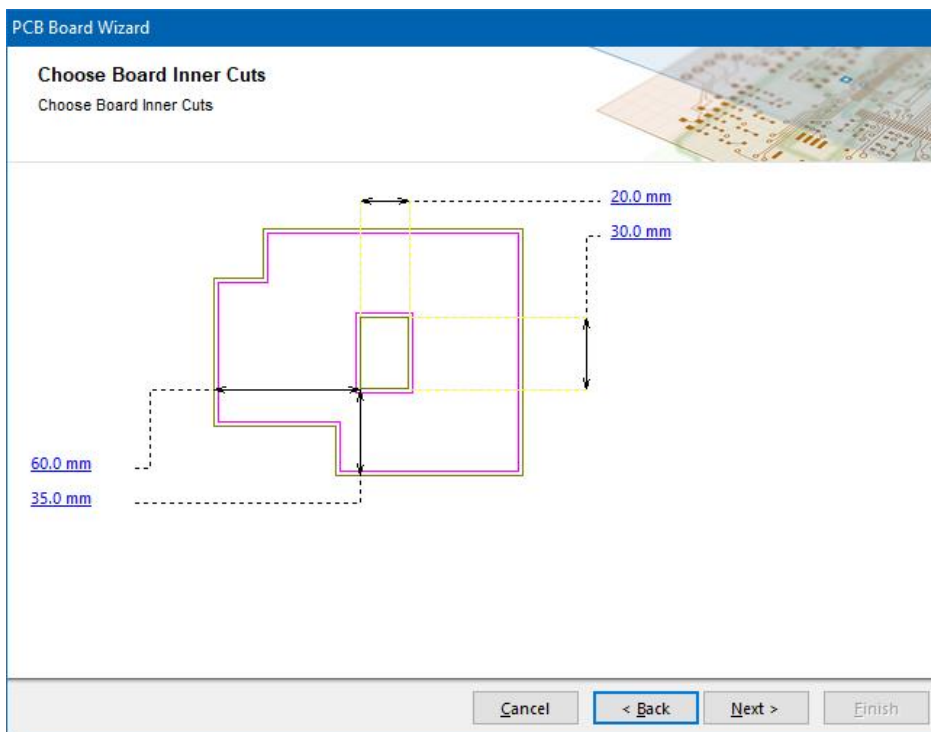 PCB Board Wizard
Choose Board Inner Cuts
Choose Board Inner Cuts
20.0 mm
30.0 mm
60.0 mm
35.0 mm
Cancel
< Back
Next >
Finish